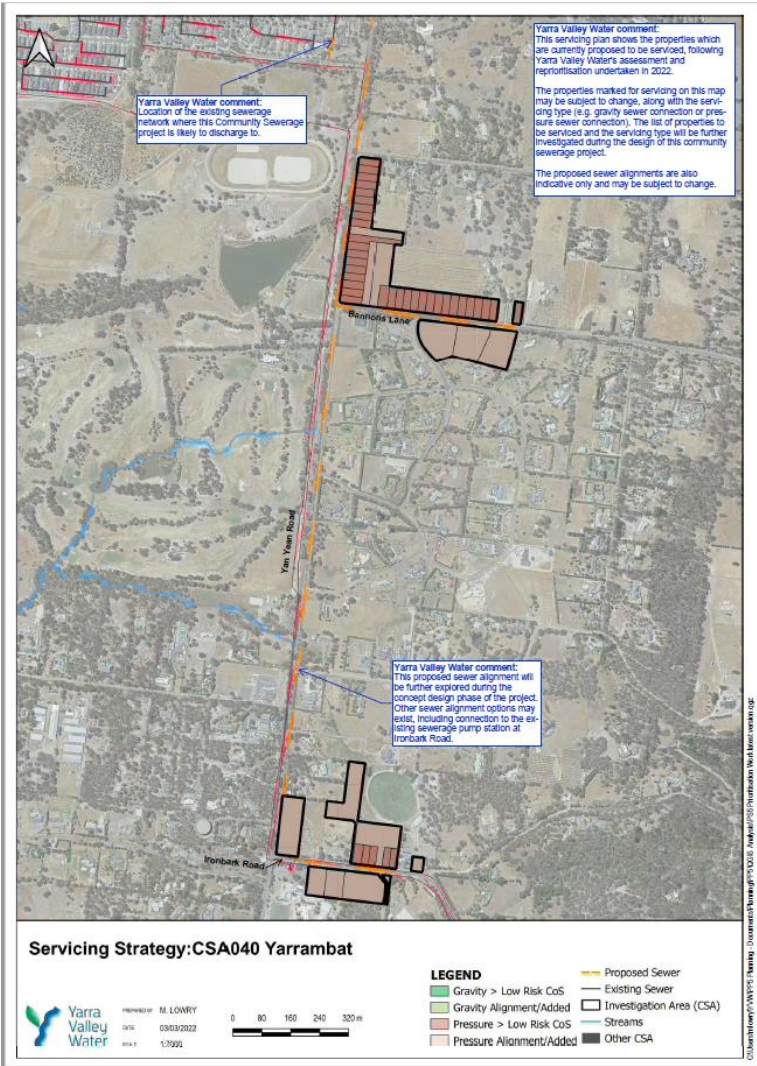 Yarra Valley Water comment:
This servicing plan shows the properties which
are currently proposed to be serviced, following
Yarra Valley Water's assessment and
reprioritisation undertaken in 2022.
The properties marked for servicing on this map
may be subject to change, along with the servi-
cing type (e.g. gravity sewer connection or pres-
sure sewer connection). The list of properties to
be serviced and the servicing type will be further
investigated during the design of this community
sewerage project.
The proposed sewer alignments are also
indicative only and may be subject to change.
Yarra Valley Water comment:
Location of the existing sewerage
network where this Community Sewerage
project is likely to discharge to.
Bannons Lane
Yan Yean Road
Yarra Valley Water comment:
This proposed sewer alignment will
be further explored during the
concept design phase of the project.
Other sewer alignment options may
exist, including connection to the ex-
isting sewerage pump station at
Ironbark Road.
Ironbark Road
Servicing Strategy:CSA040 Yarrambat
Yarra
Valley
Water
PREPARED BY M. LOWRY
DATE 03/03/2022
SCALE 1:7000
0 80 160 240 320 m
LEGEND
Gravity > Low Risk CoS
Gravity Alignment/Added
Pressure > Low Risk CoS
Pressure Alignment/Added
Proposed Sewer
Existing Sewer
Investigation Area (CSA)
Streams
Other CSA